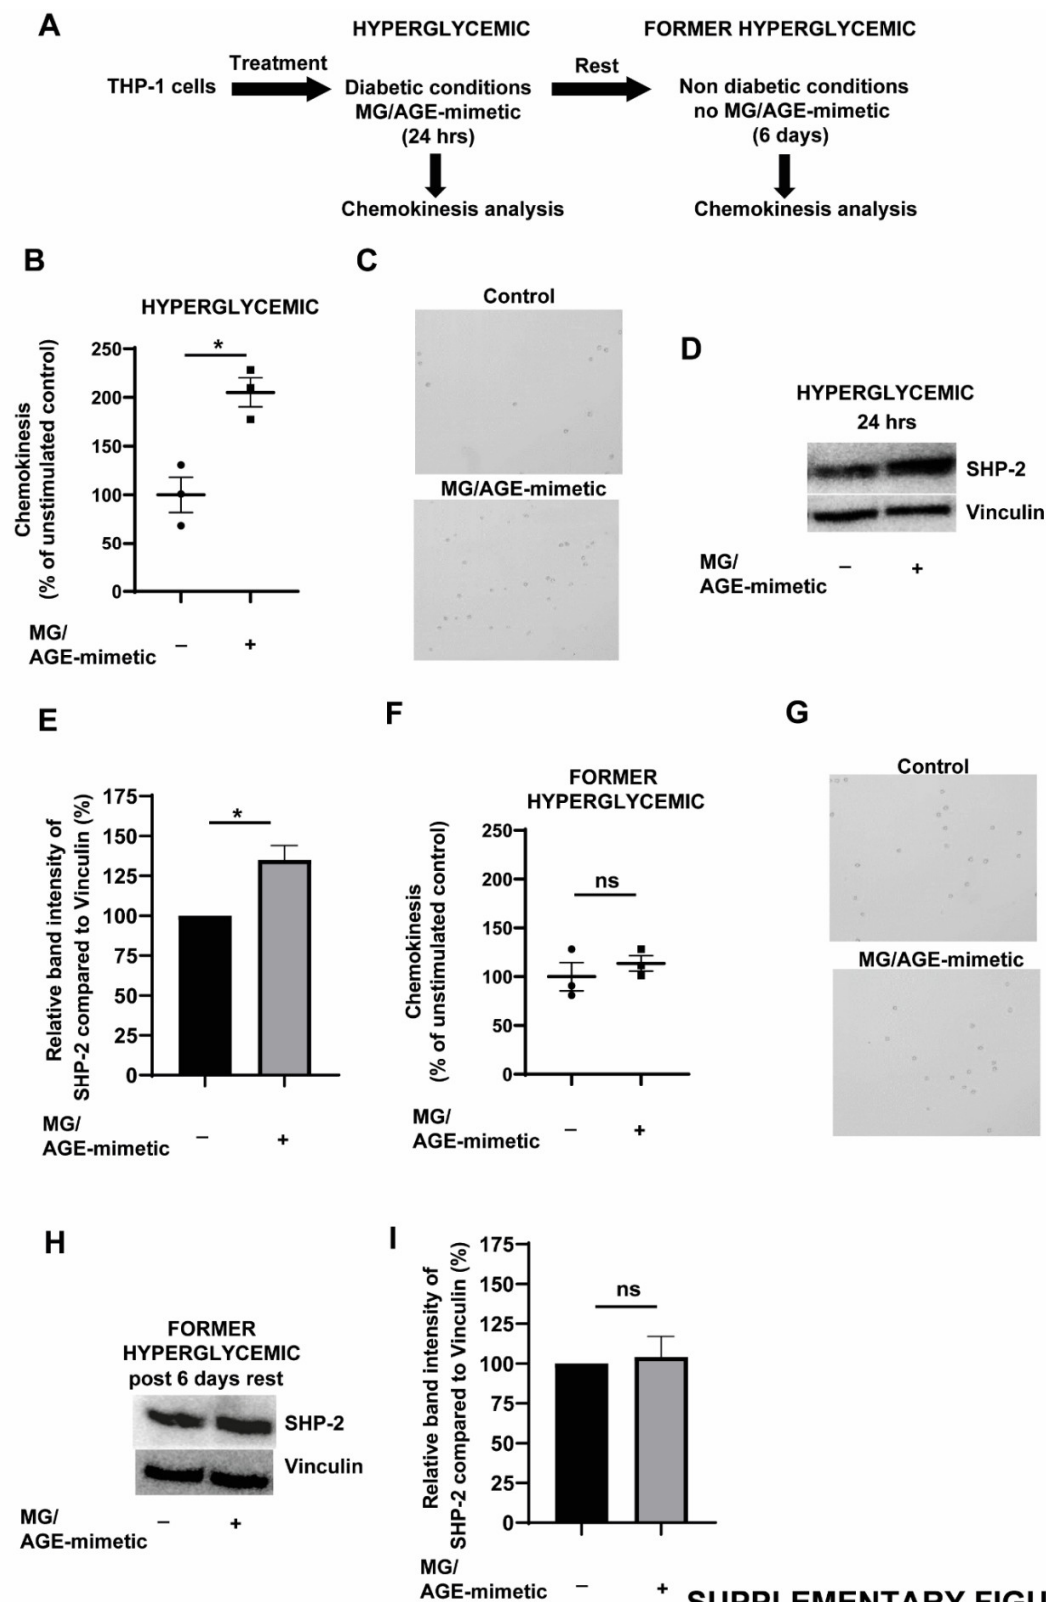 A
HYPERGLYCEMIC
FORMER HYPERGLYCEMIC
THP-1 cells
Treatment
Diabetic conditions
MG/AGE-mimetic
(24 hrs)
Rest
Non diabetic conditions
no MG/AGE-mimetic
(6 days)
Chemokinesis analysis
Chemokinesis analysis
B
HYPERGLYCEMIC
Chemokinesis
(% of unstimulated control)
250
200
150
100
50
0
*
MG/
AGE-mimetic
– +
C
Control
MG/AGE-mimetic
D
HYPERGLYCEMIC
24 hrs
SHP-2
Vinculin
MG/
AGE-mimetic
– +
E
Relative band intensity of
SHP-2 compared to Vinculin (%)
175
150
125
100
75
50
25
0
*
MG/
AGE-mimetic
– +
F
FORMER
HYPERGLYCEMIC
Chemokinesis
(% of unstimulated control)
250
200
150
100
50
0
ns
MG/
AGE-mimetic
– +
G
Control
MG/AGE-mimetic
H
FORMER
HYPERGLYCEMIC
post 6 days rest
SHP-2
Vinculin
MG/
AGE-mimetic
– +
I
Relative band intensity of
SHP-2 compared to Vinculin (%)
175
150
125
100
75
50
25
0
ns
MG/
AGE-mimetic
– +
SUPPLEMENTARY FIGU